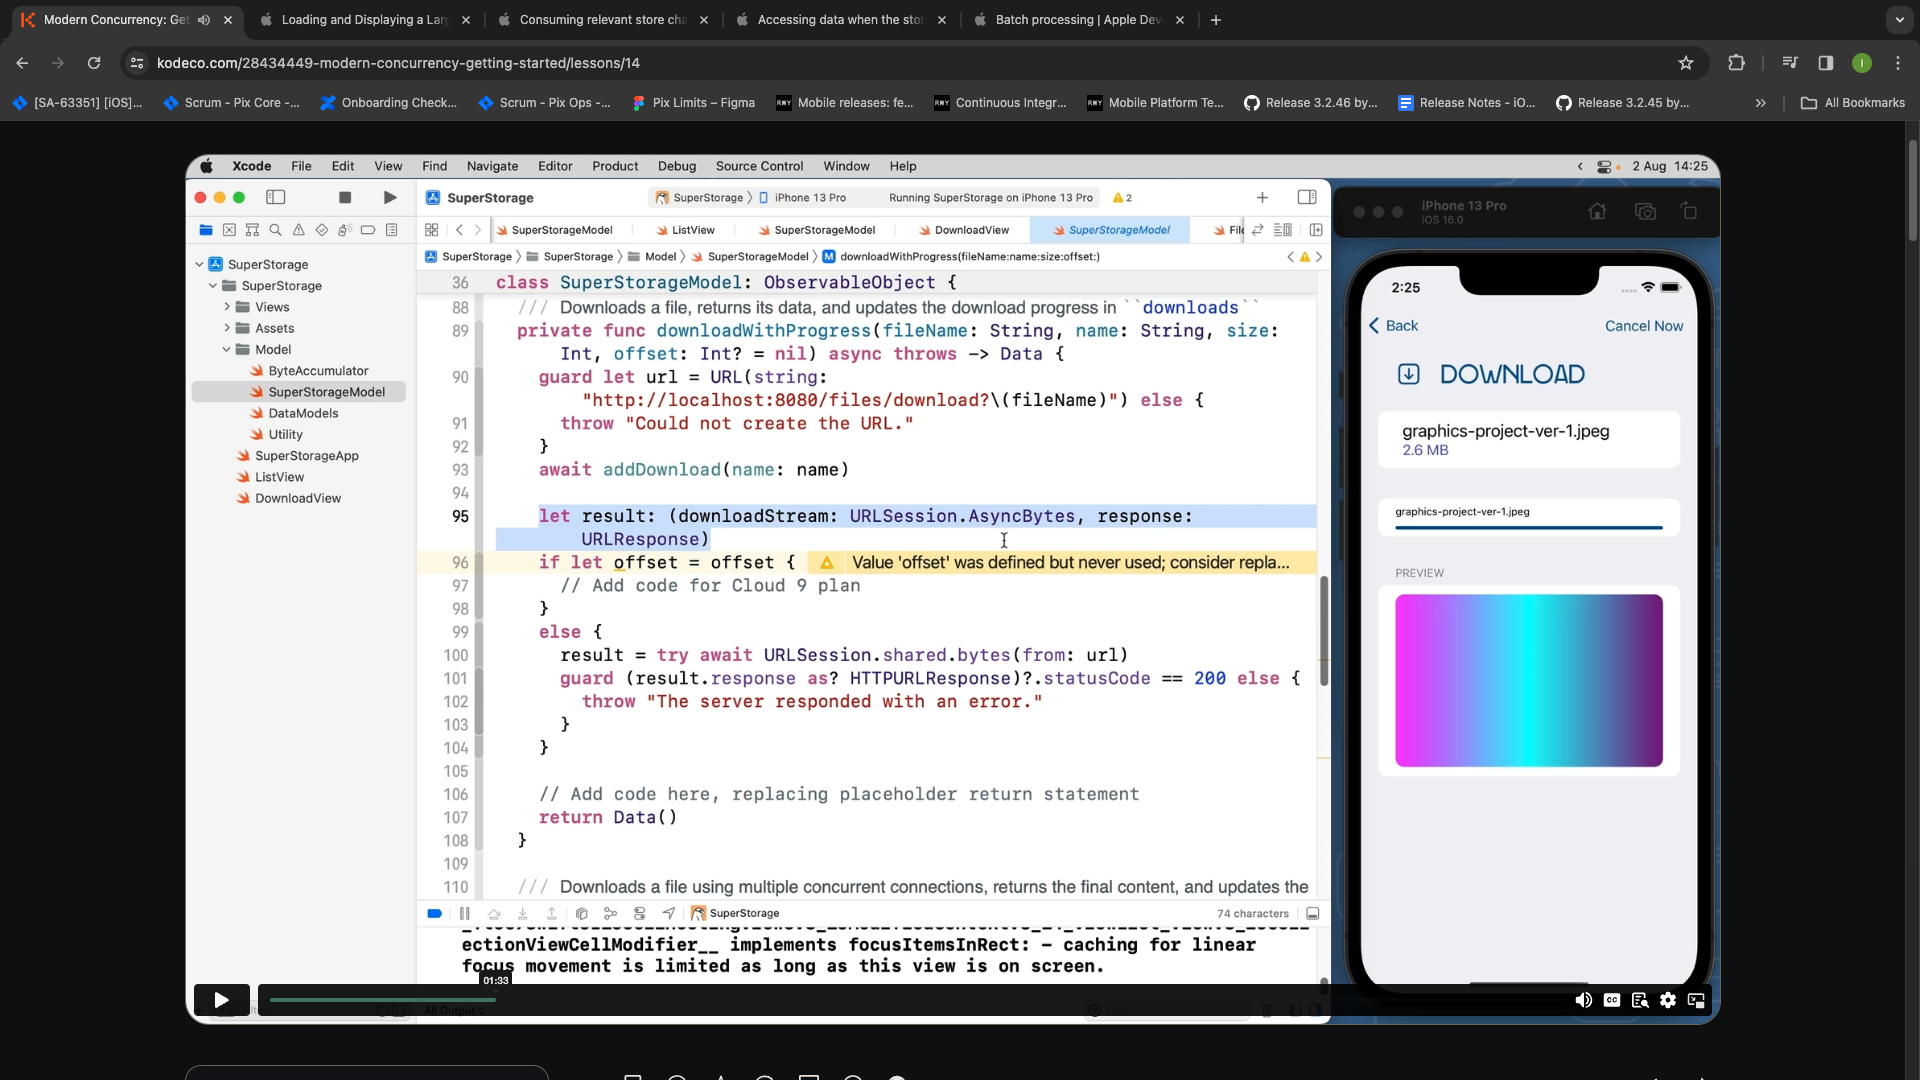 Modern Concurrency: Get
Loading and Displaying a Lar
Consuming relevant store cha
Accessing data when the stor
Batch processing | Apple Dev
kodeco.com/28434449-modern-concurrency-getting-started/lessons/14
[SA-63351] [iOS]...
Scrum - Pix Core -...
Onboarding Check...
Scrum - Pix Ops -...
Pix Limits – Figma
Mobile releases: fe...
Continuous Integr...
Mobile Platform Te...
Release 3.2.46 by...
Release Notes - iO...
Release 3.2.45 by...
All Bookmarks
Xcode File Edit View Find Navigate Editor Product Debug Source Control Window Help
2 Aug 14:25
SuperStorage
SuperStorage
iPhone 13 Pro
Running SuperStorage on iPhone 13 Pro
2
iPhone 13 Pro
iOS 16.0
SuperStorageModel
ListView
SuperStorageModel
DownloadView
SuperStorageModel
File
SuperStorage
SuperStorage
Model
SuperStorageModel
downloadWithProgress(fileName:name:size:offset:)
SuperStorage
SuperStorage
Views
Assets
Model
ByteAccumulator
SuperStorageModel
DataModels
Utility
SuperStorageApp
ListView
DownloadView
36 class SuperStorageModel: ObservableObject {
88 /// Downloads a file, returns its data, and updates the download progress in ``downloads``
89 private func downloadWithProgress(fileName: String, name: String, size:
Int, offset: Int? = nil) async throws -> Data {
90 guard let url = URL(string:
"http://localhost:8080/files/download?\(fileName)") else {
91 throw "Could not create the URL."
92 }
93 await addDownload(name: name)
94
95 let result: (downloadStream: URLSession.AsyncBytes, response:
URLResponse)
96 if let offset = offset {
Value 'offset' was defined but never used; consider repla...
97 // Add code for Cloud 9 plan
98 }
99 else {
100 result = try await URLSession.shared.bytes(from: url)
101 guard (result.response as? HTTPURLResponse)?.statusCode == 200 else {
102 throw "The server responded with an error."
103 }
104 }
105
106 // Add code here, replacing placeholder return statement
107 return Data()
108 }
109
110 /// Downloads a file using multiple concurrent connections, returns the final content, and updates the
SuperStorage
74 characters
ectionViewCellModifier__ implements focusItemsInRect: - caching for linear
focus movement is limited as long as this view is on screen.
01:33
All Output
CC
2:25
Back
Cancel Now
DOWNLOAD
graphics-project-ver-1.jpeg
2.6 MB
graphics-project-ver-1.jpeg
PREVIEW